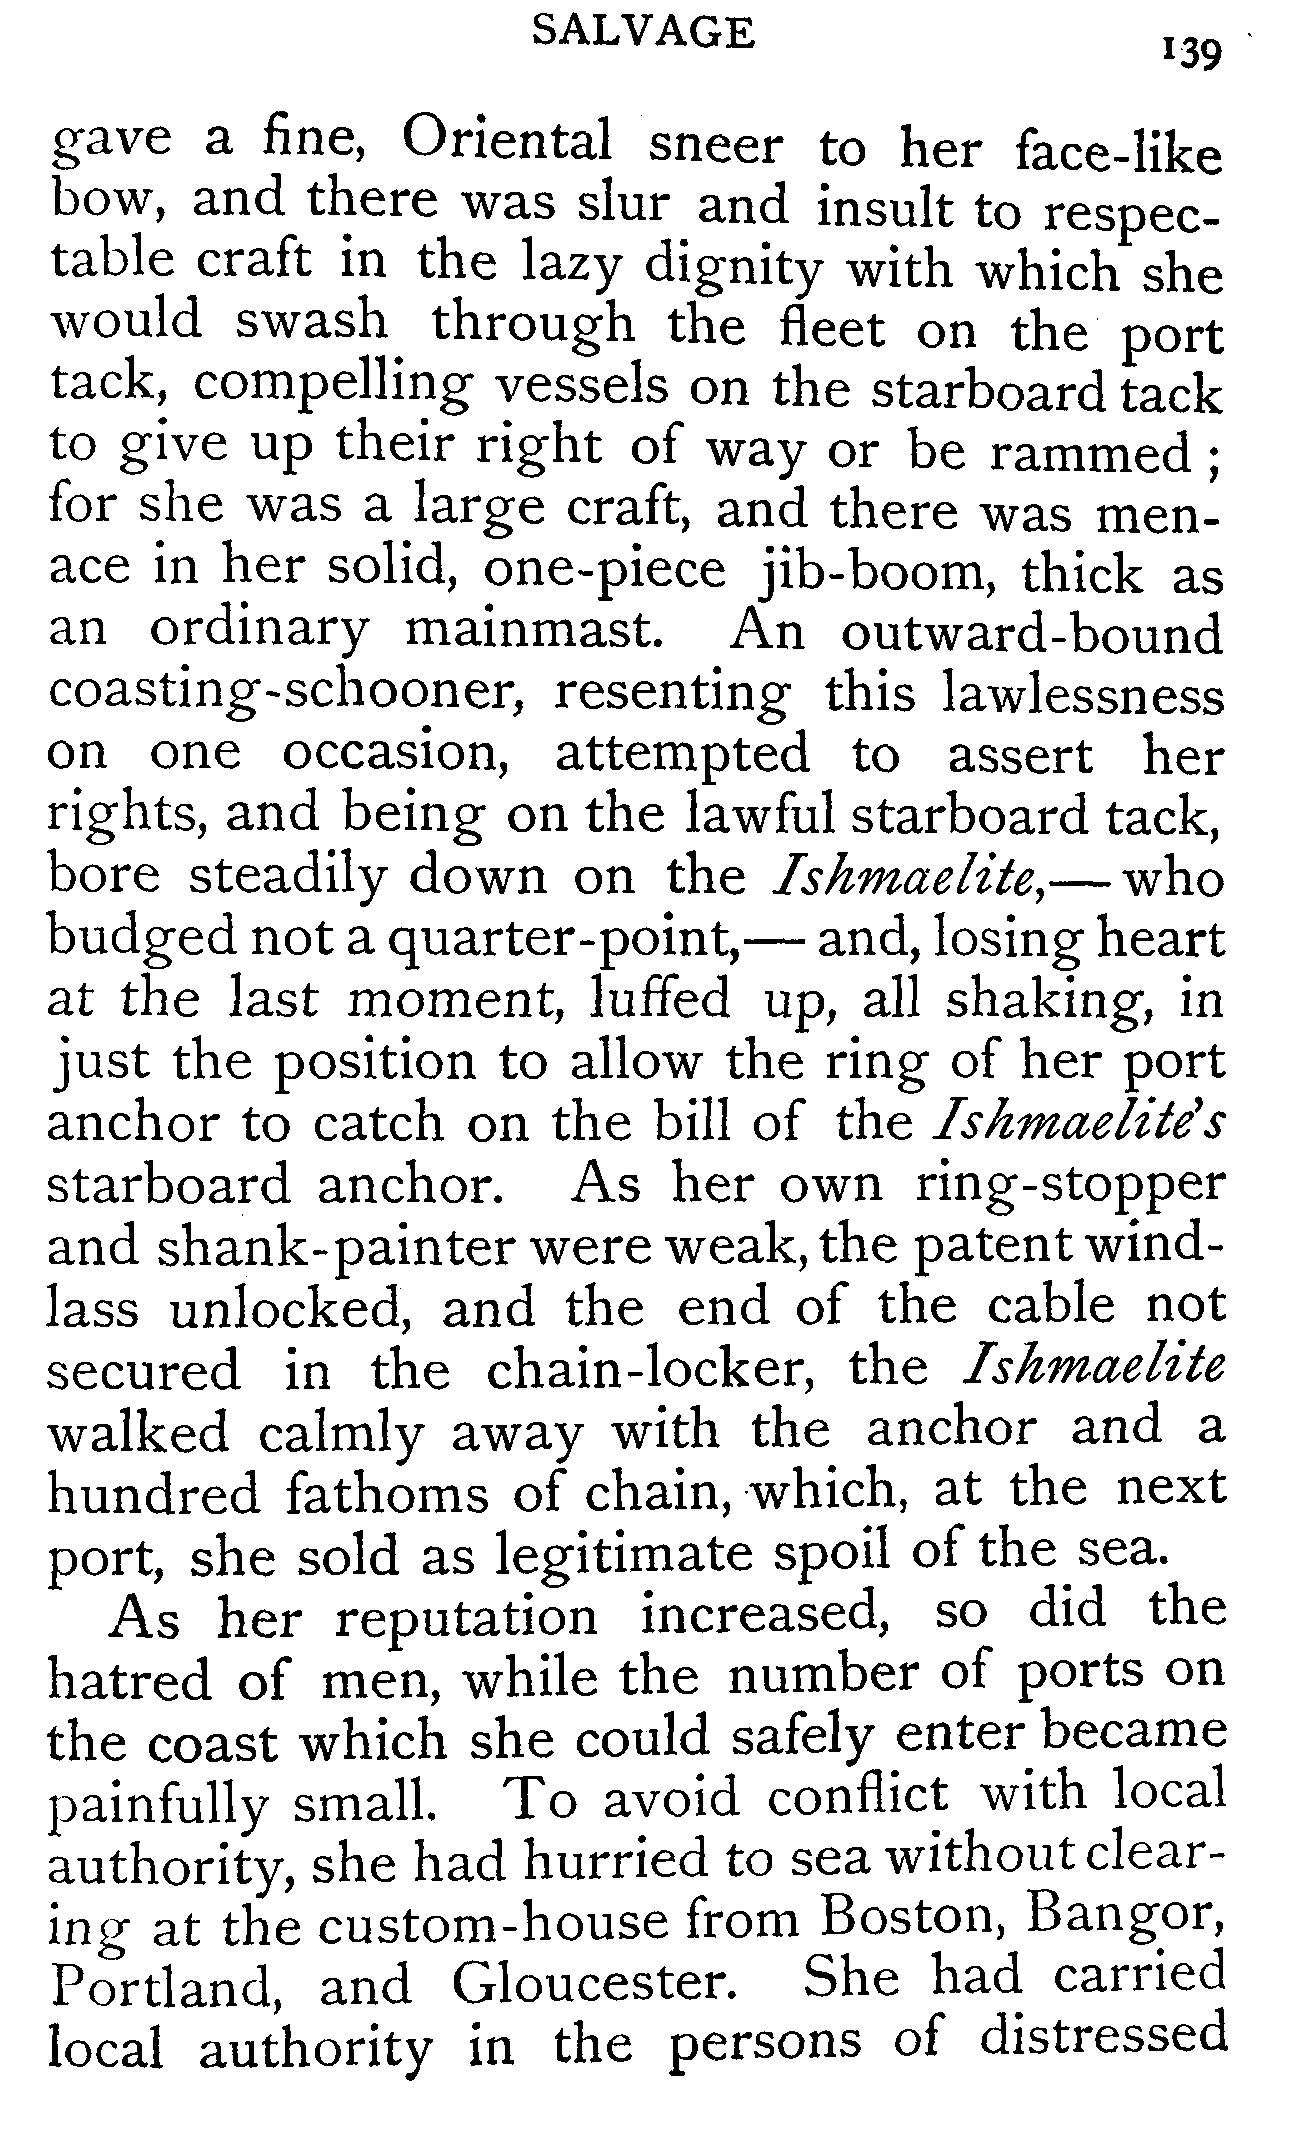 SALVAGE 139
gave a fine, Oriental sneer to her face-like
bow, and there was slur and insult to respec-
table craft in the lazy dignity with which she
would swash through the fleet on the port
tack, compelling vessels on the starboard tack
to give up their right of way or be rammed ;
for she was a large craft, and there was men-
ace in her solid, one-piece jib-boom, thick as
an ordinary mainmast. An outward-bound
coasting-schooner, resenting this lawlessness
on one occasion, attempted to assert her
rights, and being on the lawful starboard tack,
bore steadily down on the Ishmaelite,— who
budged not a quarter-point,— and, losing heart
at the last moment, luffed up, all shaking, in
just the position to allow the ring of her port
anchor to catch on the bill of the Ishmaelite's
starboard anchor. As her own ring-stopper
and shank-painter were weak, the patent wind-
lass unlocked, and the end of the cable not
secured in the chain-locker, the Ishmaelite
walked calmly away with the anchor and a
hundred fathoms of chain, which, at the next
port, she sold as legitimate spoil of the sea.
As her reputation increased, so did the
hatred of men, while the number of ports on
the coast which she could safely enter became
painfully small. To avoid conflict with local
authority, she had hurried to sea without clear-
ing at the custom-house from Boston, Bangor,
Portland, and Gloucester. She had carried
local authority in the persons of distressed